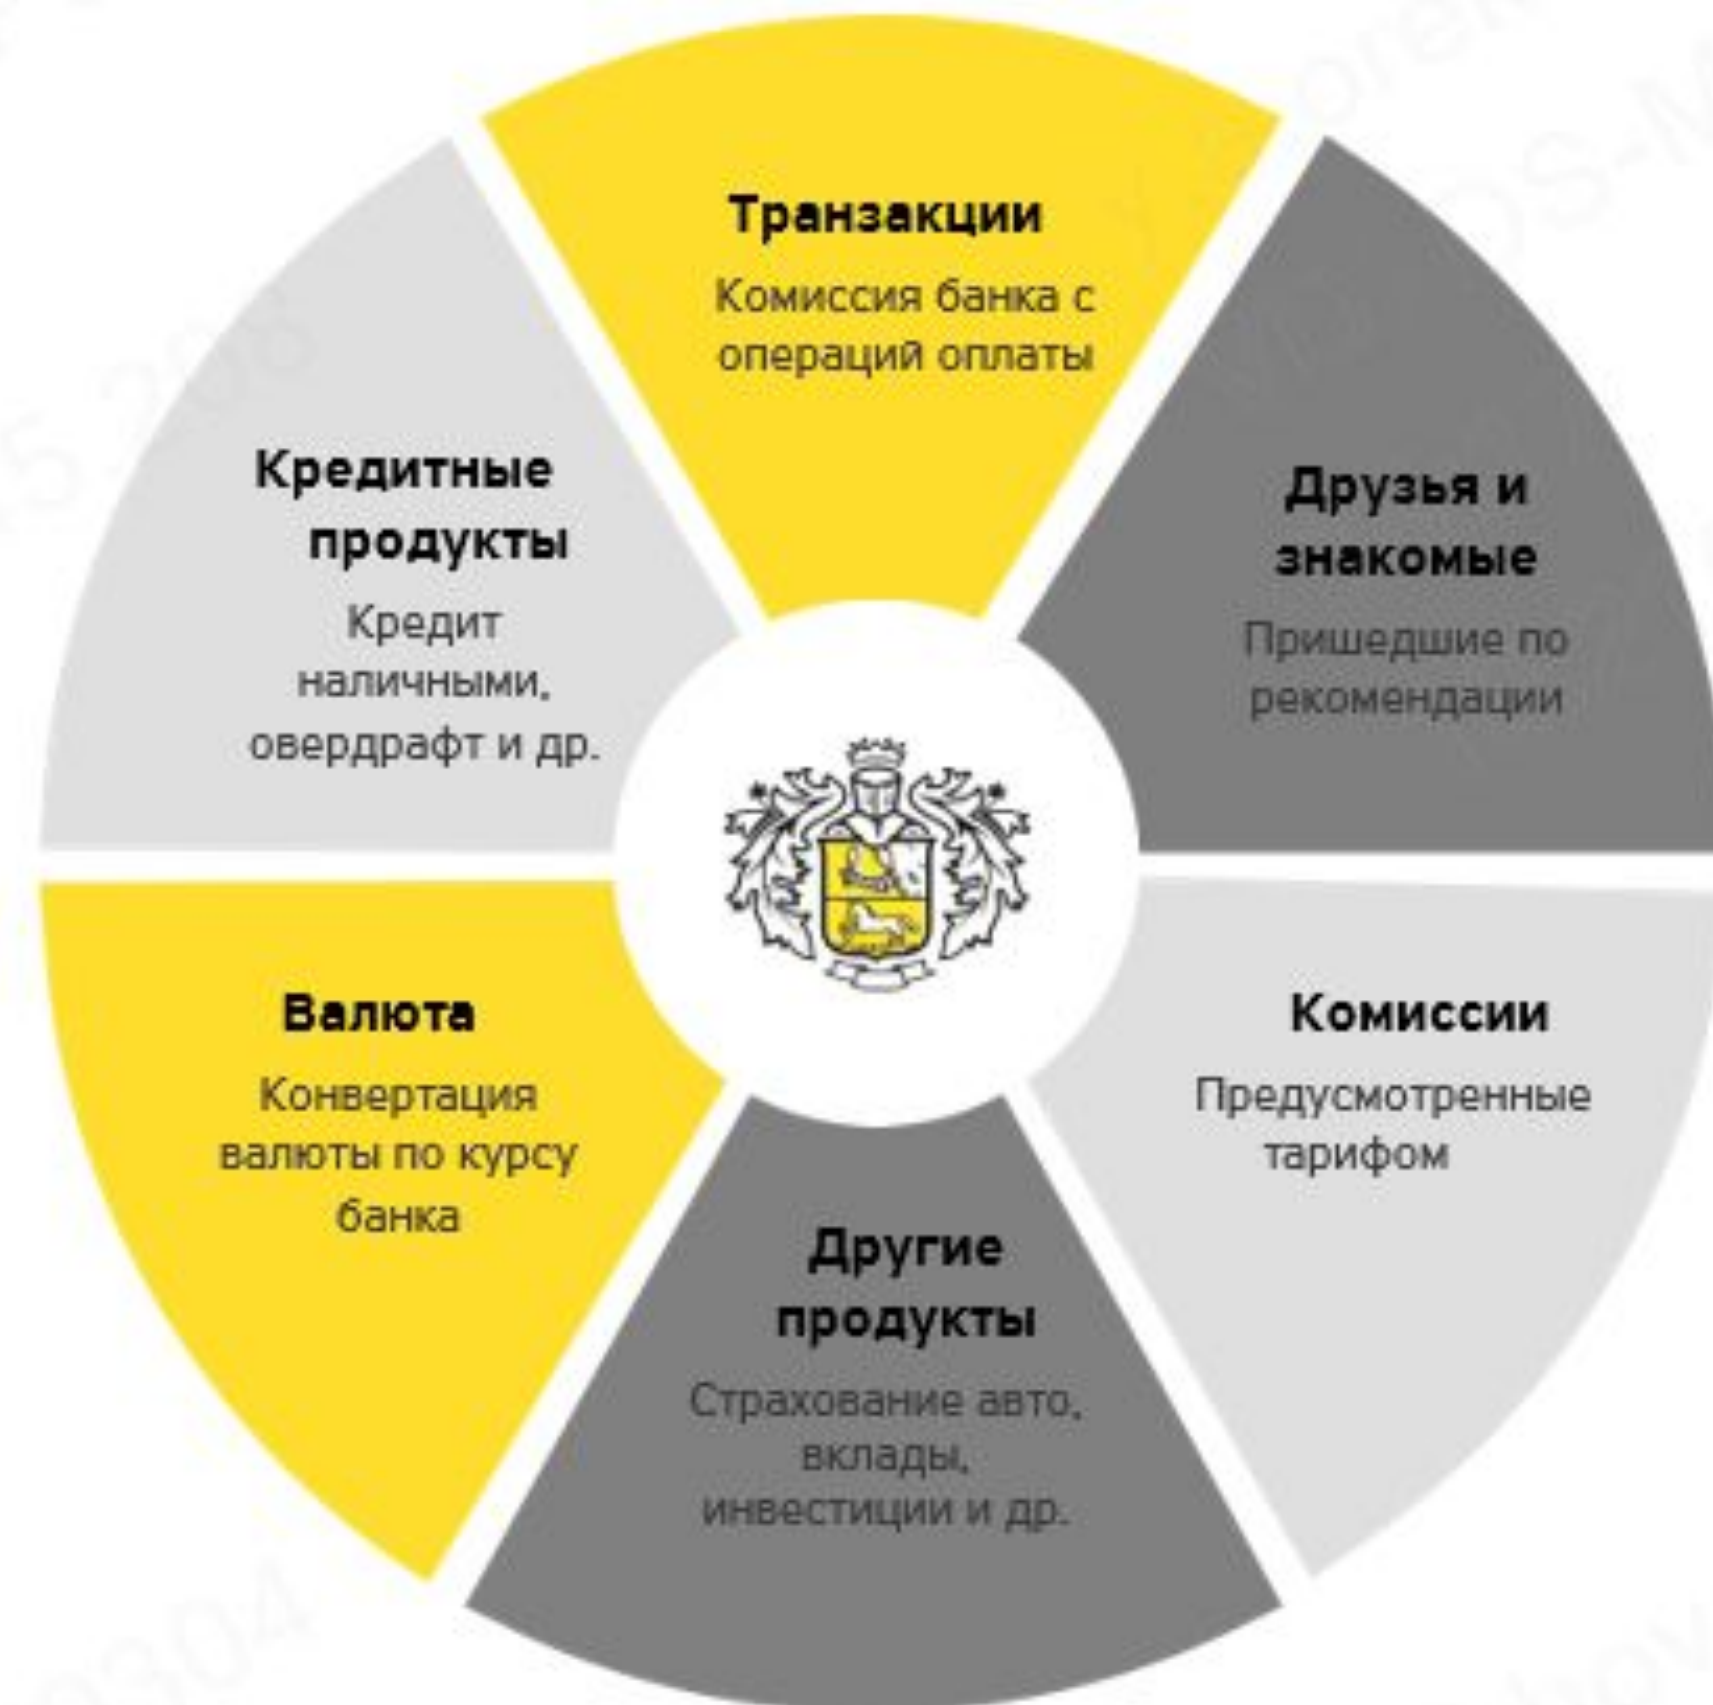 Транзакции
Комиссия банка с
операций оплаты
Друзья и
знакомые
Пришедшие по
рекомендации
Комиссии
Предусмотренные
тарифом
Другие
продукты
Страхование авто,
вклады,
инвестиции и др.
Валюта
Конвертация
валюты по курсу
банка
Кредитные
продукты
Кредит
наличными,
овердрафт и др.